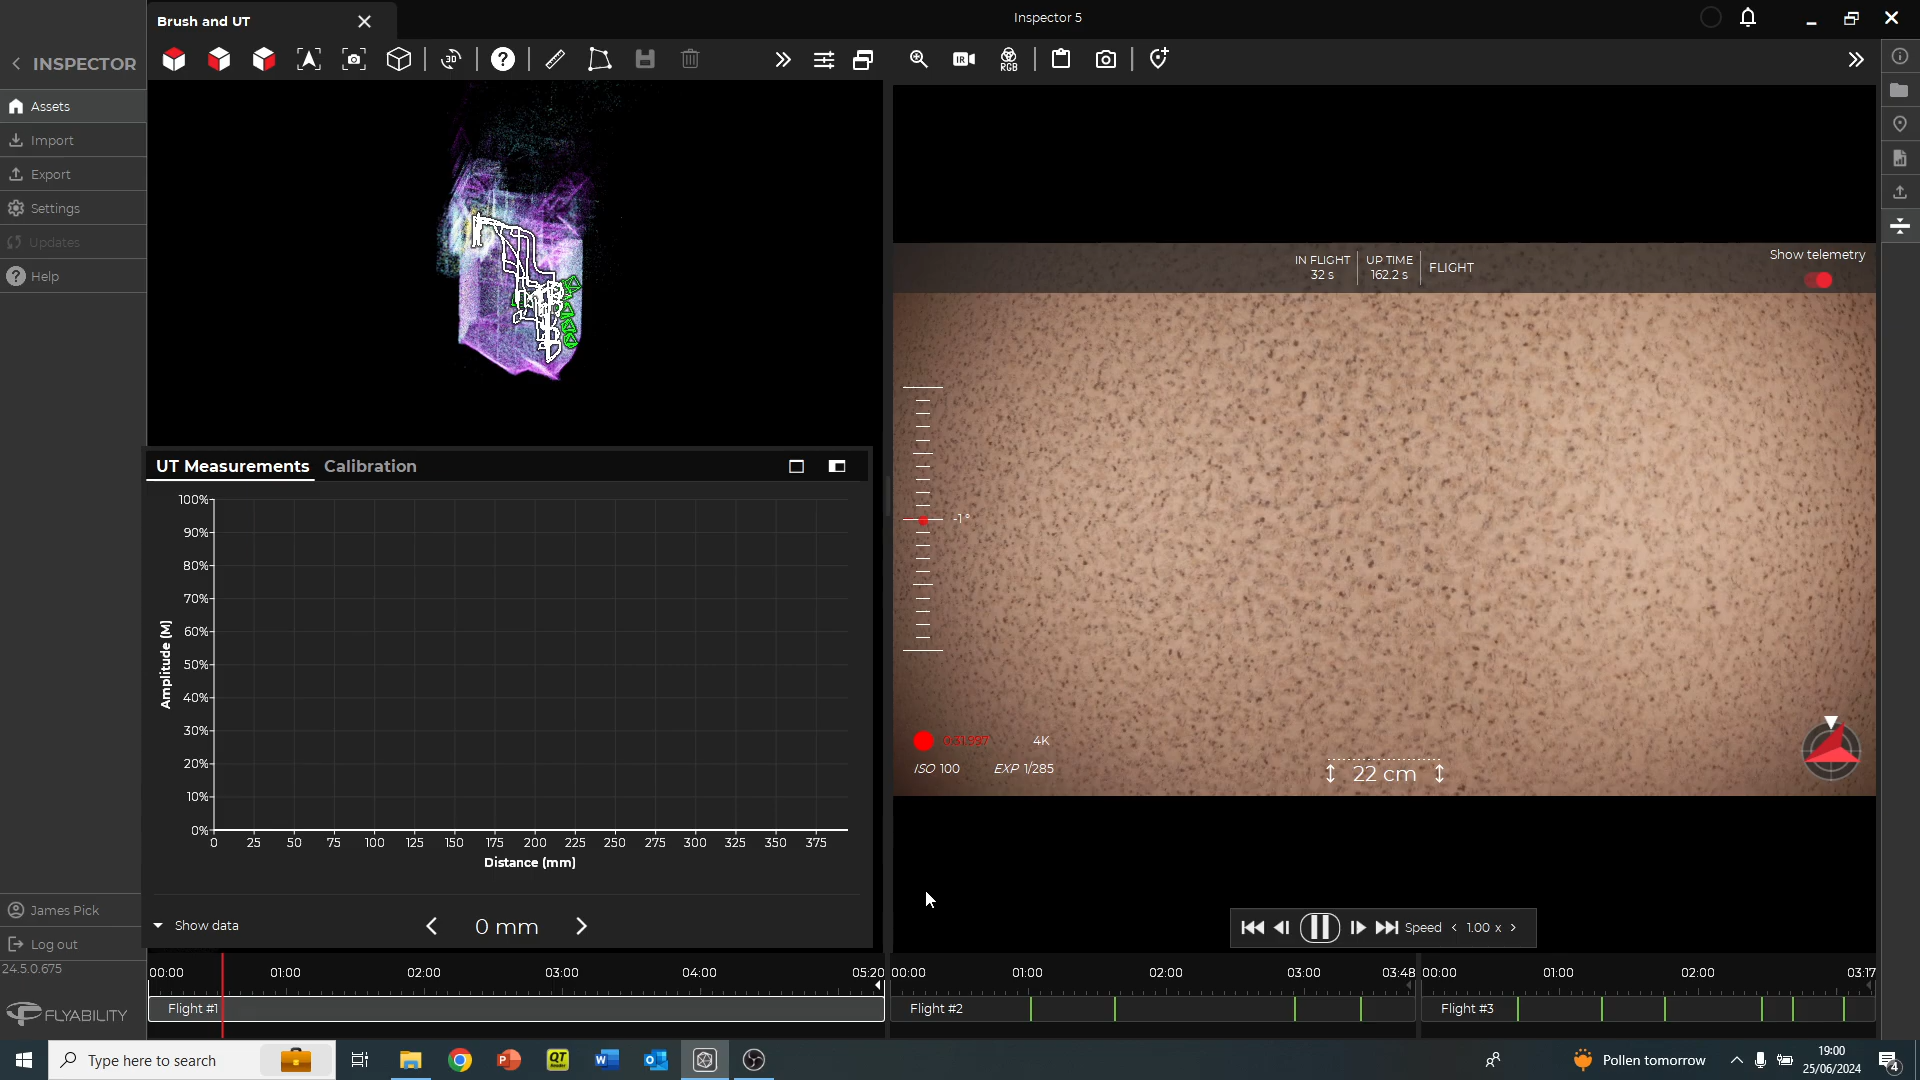 Brush and UT
Inspector 5
INSPECTOR
Assets
Import
Export
Settings
Updates
Help
3D
IR
RGB
IN FLIGHT
32 s
UP TIME
162.2 s
FLIGHT
Show telemetry
-1°
4K
ISO 100
EXP 1/285
22 cm
UT Measurements
Calibration
100%
90%
80%
70%
60%
50%
40%
30%
20%
10%
0%
Amplitude (M)
0 25 50 75 100 125 150 175 200 225 250 275 300 325 350 375
Distance (mm)
Show data
0 mm
Speed < 1.00 x >
James Pick
Log out
24.5.0.675
FLYABILITY
00:00 01:00 02:00 03:00 04:00 05:20
Flight #1
00:00 01:00 02:00 03:00 03:48
Flight #2
00:00 01:00 02:00 03:17
Flight #3
Type here to search
QT
Pollen tomorrow
19:00
25/06/2024
4